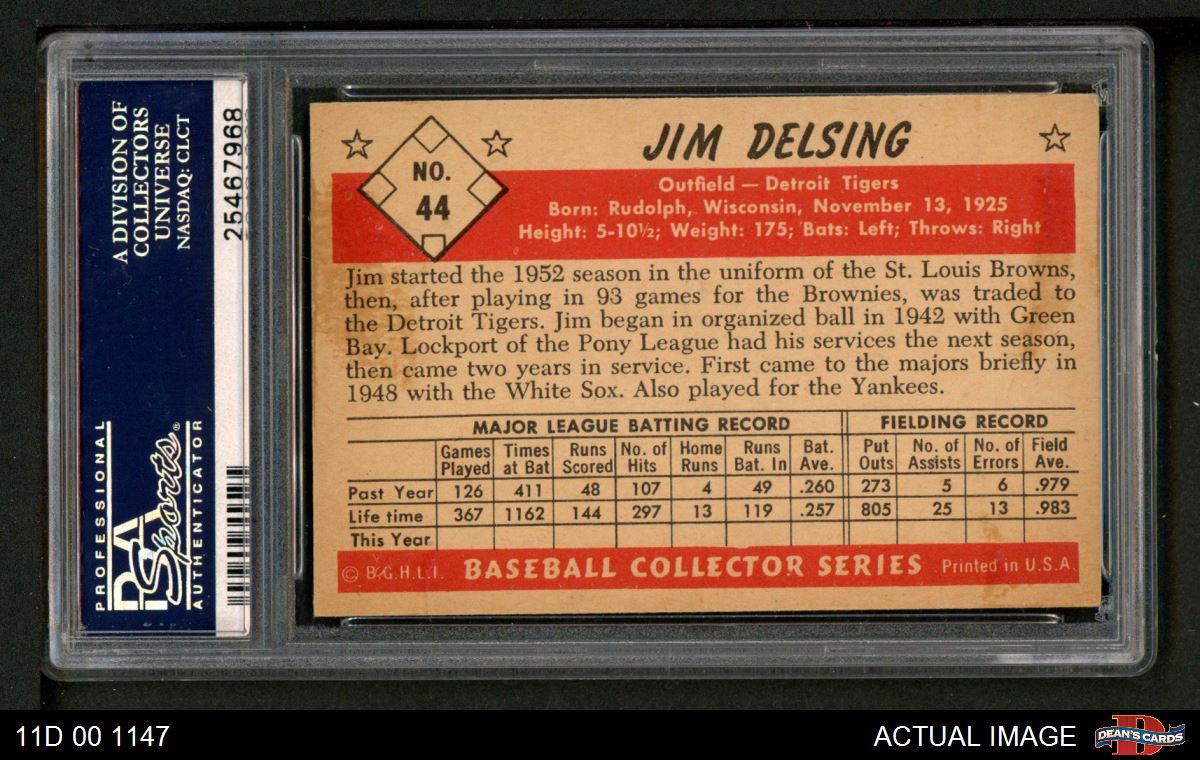 A DIVISION OF
COLLECTORS
UNIVERSE
NASDAQ: CLCT
25467968
PROFESSIONAL
PSA
Sports®
AUTHENTICATOR
NO.
44
JIM DELSING
Outfield — Detroit Tigers
Born: Rudolph, Wisconsin, November 13, 1925
Height: 5-10½; Weight: 175; Bats: Left; Throws: Right
Jim started the 1952 season in the uniform of the St. Louis Browns,
then, after playing in 93 games for the Brownies, was traded to
the Detroit Tigers. Jim began in organized ball in 1942 with Green
Bay. Lockport of the Pony League had his services the next season,
then came two years in service. First came to the majors briefly in
1948 with the White Sox. Also played for the Yankees.
MAJOR LEAGUE BATTING RECORD FIELDING RECORD
Games Times Runs No. of Home Runs Bat. Put No. of No. of Field
Played at Bat Scored Hits Runs Bat. In Ave. Outs Assists Errors Ave.
Past Year 126 411 48 107 4 49 .260 273 5 6 .979
Life time 367 1162 144 297 13 119 .257 805 25 13 .983
This Year
© B.G.H.L.I. BASEBALL COLLECTOR SERIES Printed in U.S.A.
11D 00 1147
ACTUAL IMAGE
D
DEAN'S CARDS